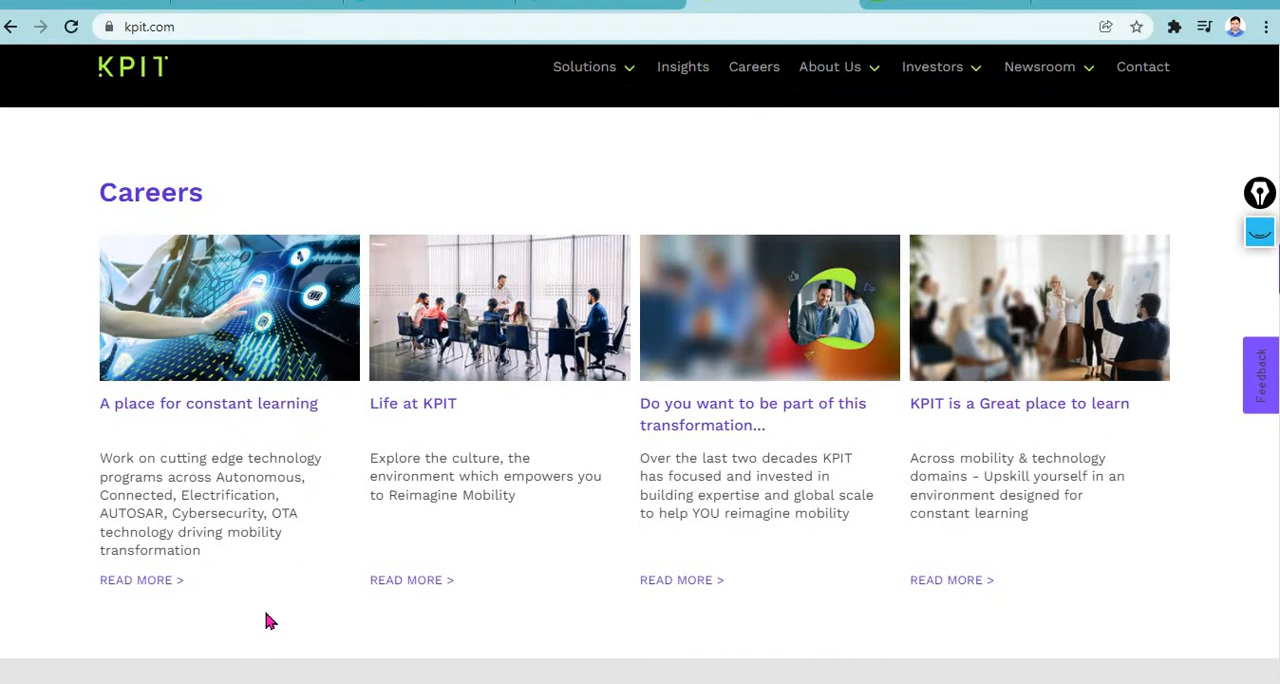 kpit.com
KPIT
Solutions Insights Careers About Us Investors Newsroom Contact
Careers
A place for constant learning
Work on cutting edge technology
programs across Autonomous,
Connected, Electrification,
AUTOSAR, Cybersecurity, OTA
technology driving mobility
transformation
READ MORE >
Life at KPIT
Explore the culture, the
environment which empowers you
to Reimagine Mobility
READ MORE >
Do you want to be part of this
transformation...
Over the last two decades KPIT
has focused and invested in
building expertise and global scale
to help YOU reimagine mobility
READ MORE >
KPIT is a Great place to learn
Across mobility & technology
domains - Upskill yourself in an
environment designed for
constant learning
READ MORE >
Feedback